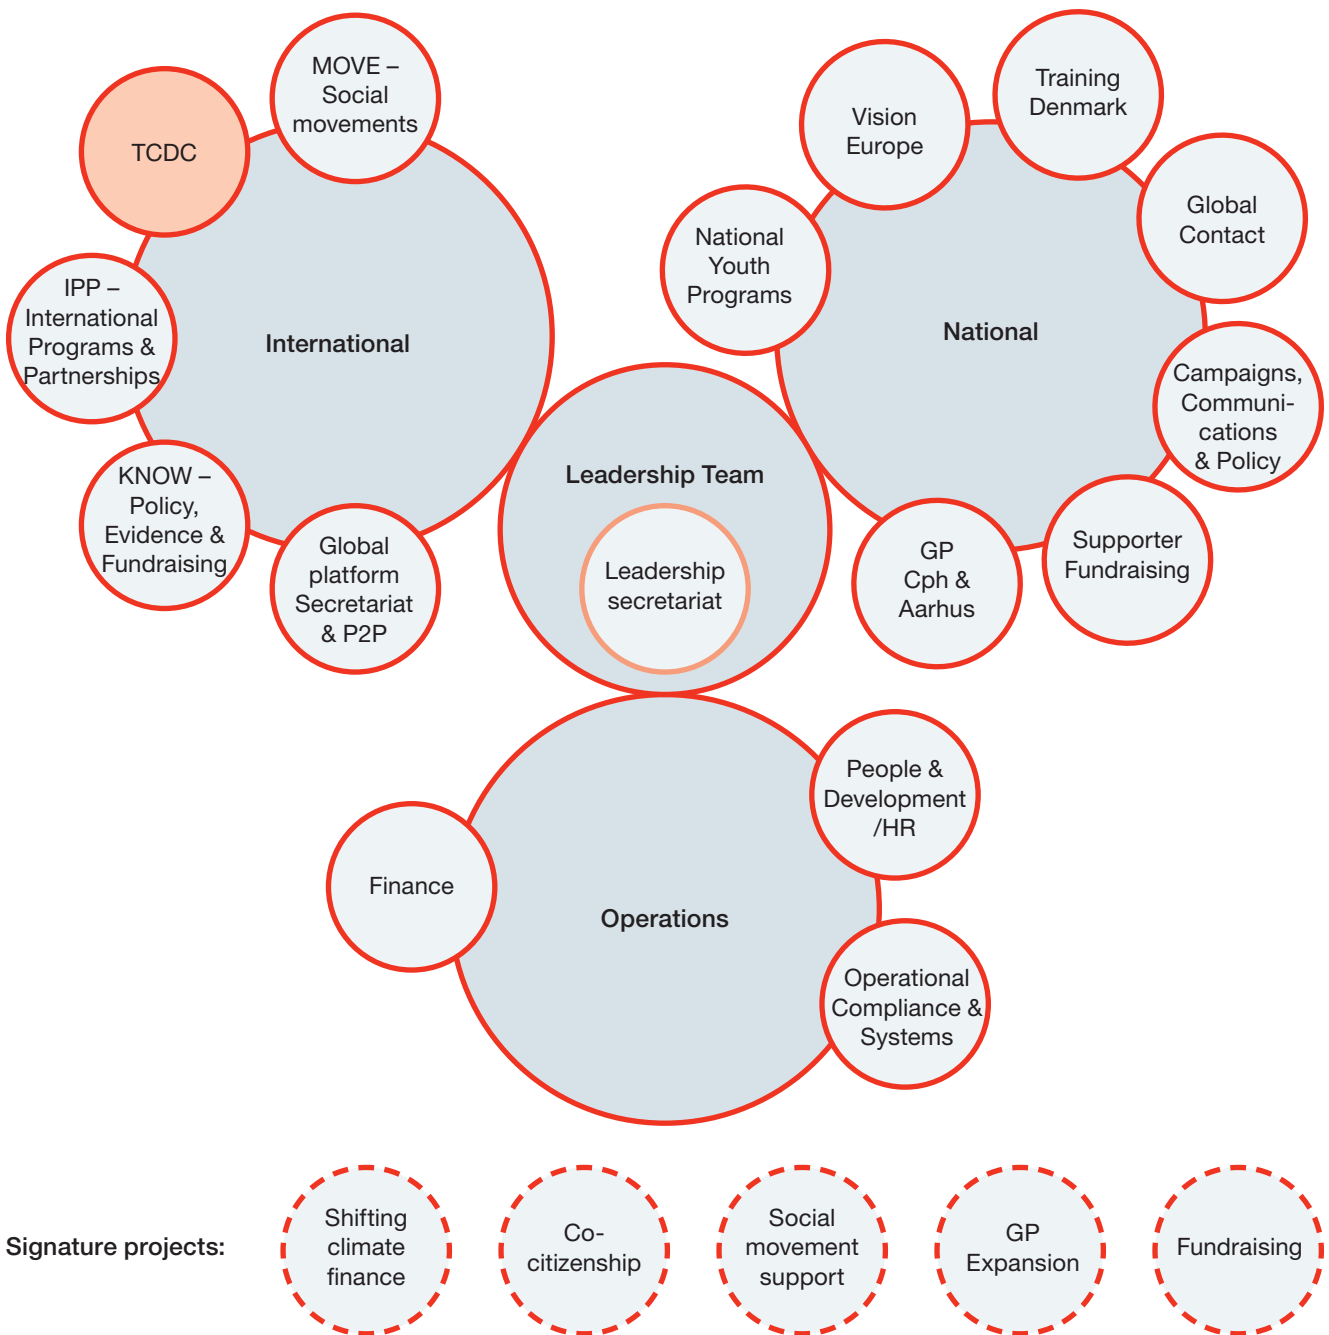 MOVE –
Social
movements
TCDC
IPP –
International
Programs &
Partnerships
KNOW –
Policy,
Evidence &
Fundraising
Global
platform
Secretariat
& P2P
International
National
Youth
Programs
Vision
Europe
Training
Denmark
Global
Contact
Campaigns,
Communi-
cations
& Policy
Supporter
Fundraising
GP
Cph &
Aarhus
National
Leadership Team
Leadership
secretariat
People &
Development
/HR
Finance
Operations
Operational
Compliance &
Systems
Signature projects:
Shifting
climate
finance
Co-
citizenship
Social
movement
support
GP
Expansion
Fundraising